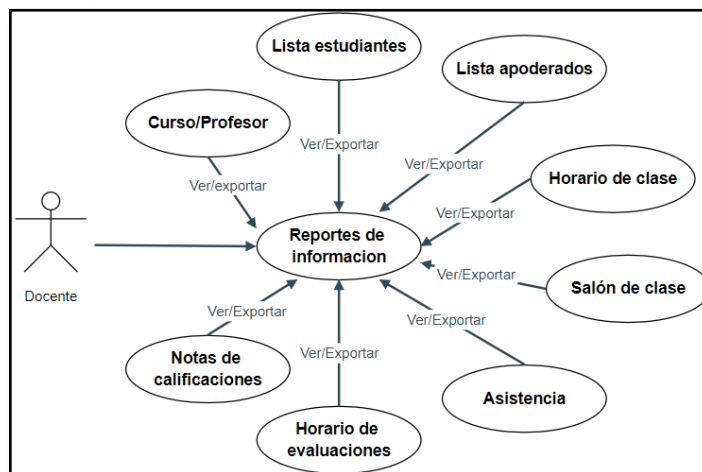 Lista estudiantes
Lista apoderados
Curso/Profesor
Ver/Exportar
Ver/Exportar
Ver/exportar
Horario de clase
Ver/Exportar
Reportes de
informacion
Docente
Ver/Exportar
Salón de clase
Ver/Exportar
Ver/Exportar
Ver/Exportar
Notas de
calificaciones
Asistencia
Horario de
evaluaciones